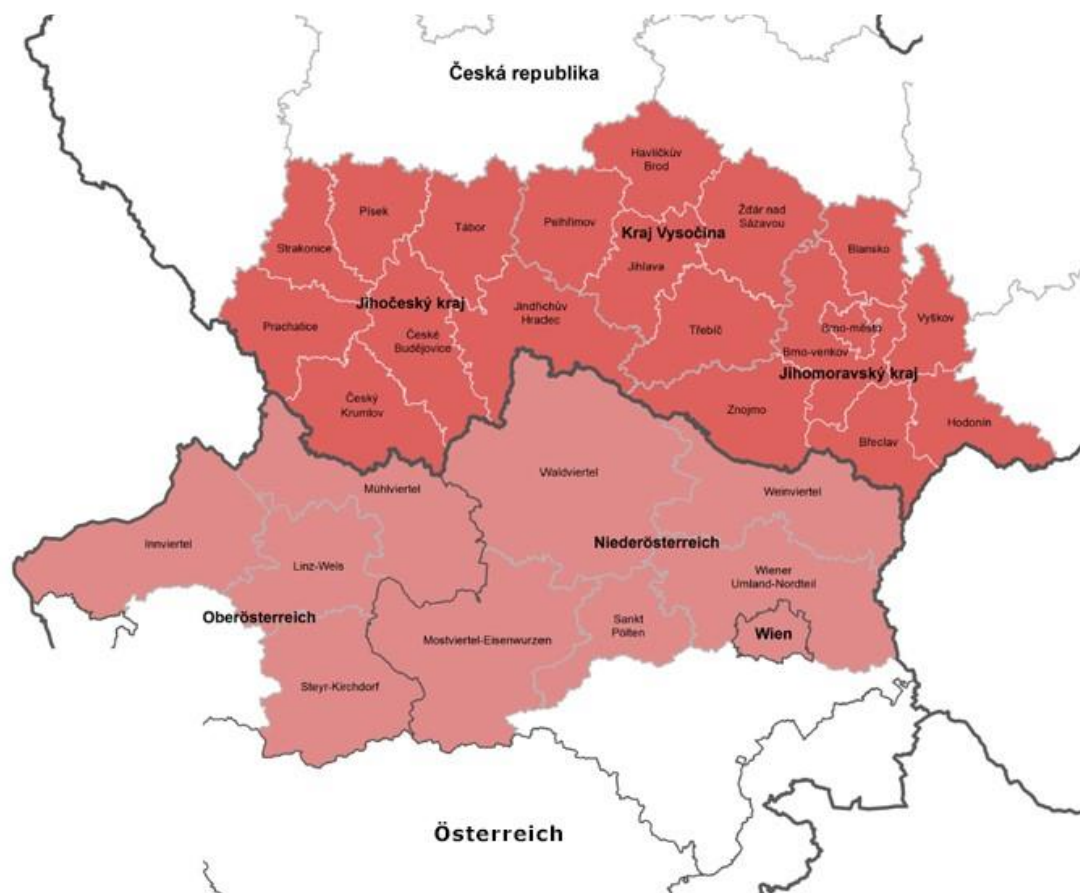 Česká republika
Havlíčkův
Brod
Písek
Tábor
Pelhřimov
Kraj Vysočina
Žďár nad
Sázavou
Strakonice
Jihlava
Blansko
Jihočeský kraj
Jindřichův
Hradec
Prachatice
České
Budějovice
Třebíč
Brno-město
Vyškov
Brno-venkov
Jihomoravský kraj
Český
Krumlov
Znojmo
Hodonín
Břeclav
Waldviertel
Mühlviertel
Weinviertel
Innviertel
Niederösterreich
Linz-Wels
Wiener
Umland-Nordteil
Oberösterreich
Mostviertel-Eisenwurzen
Sankt
Pölten
Wien
Steyr-Kirchdorf
Österreich